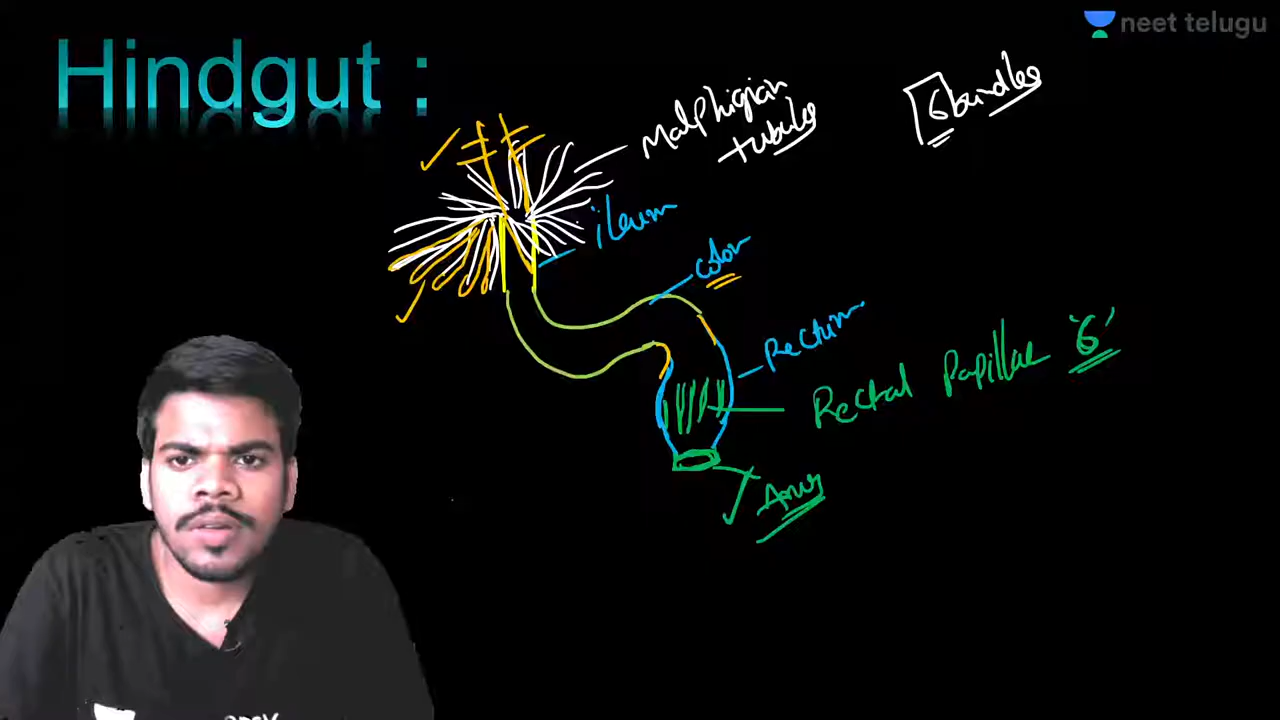 neet telugu
Hindgut :
6 bundles
Malphigian
tubules
ileum
colon
Rectum
Rectal Papillae '6'
Anus